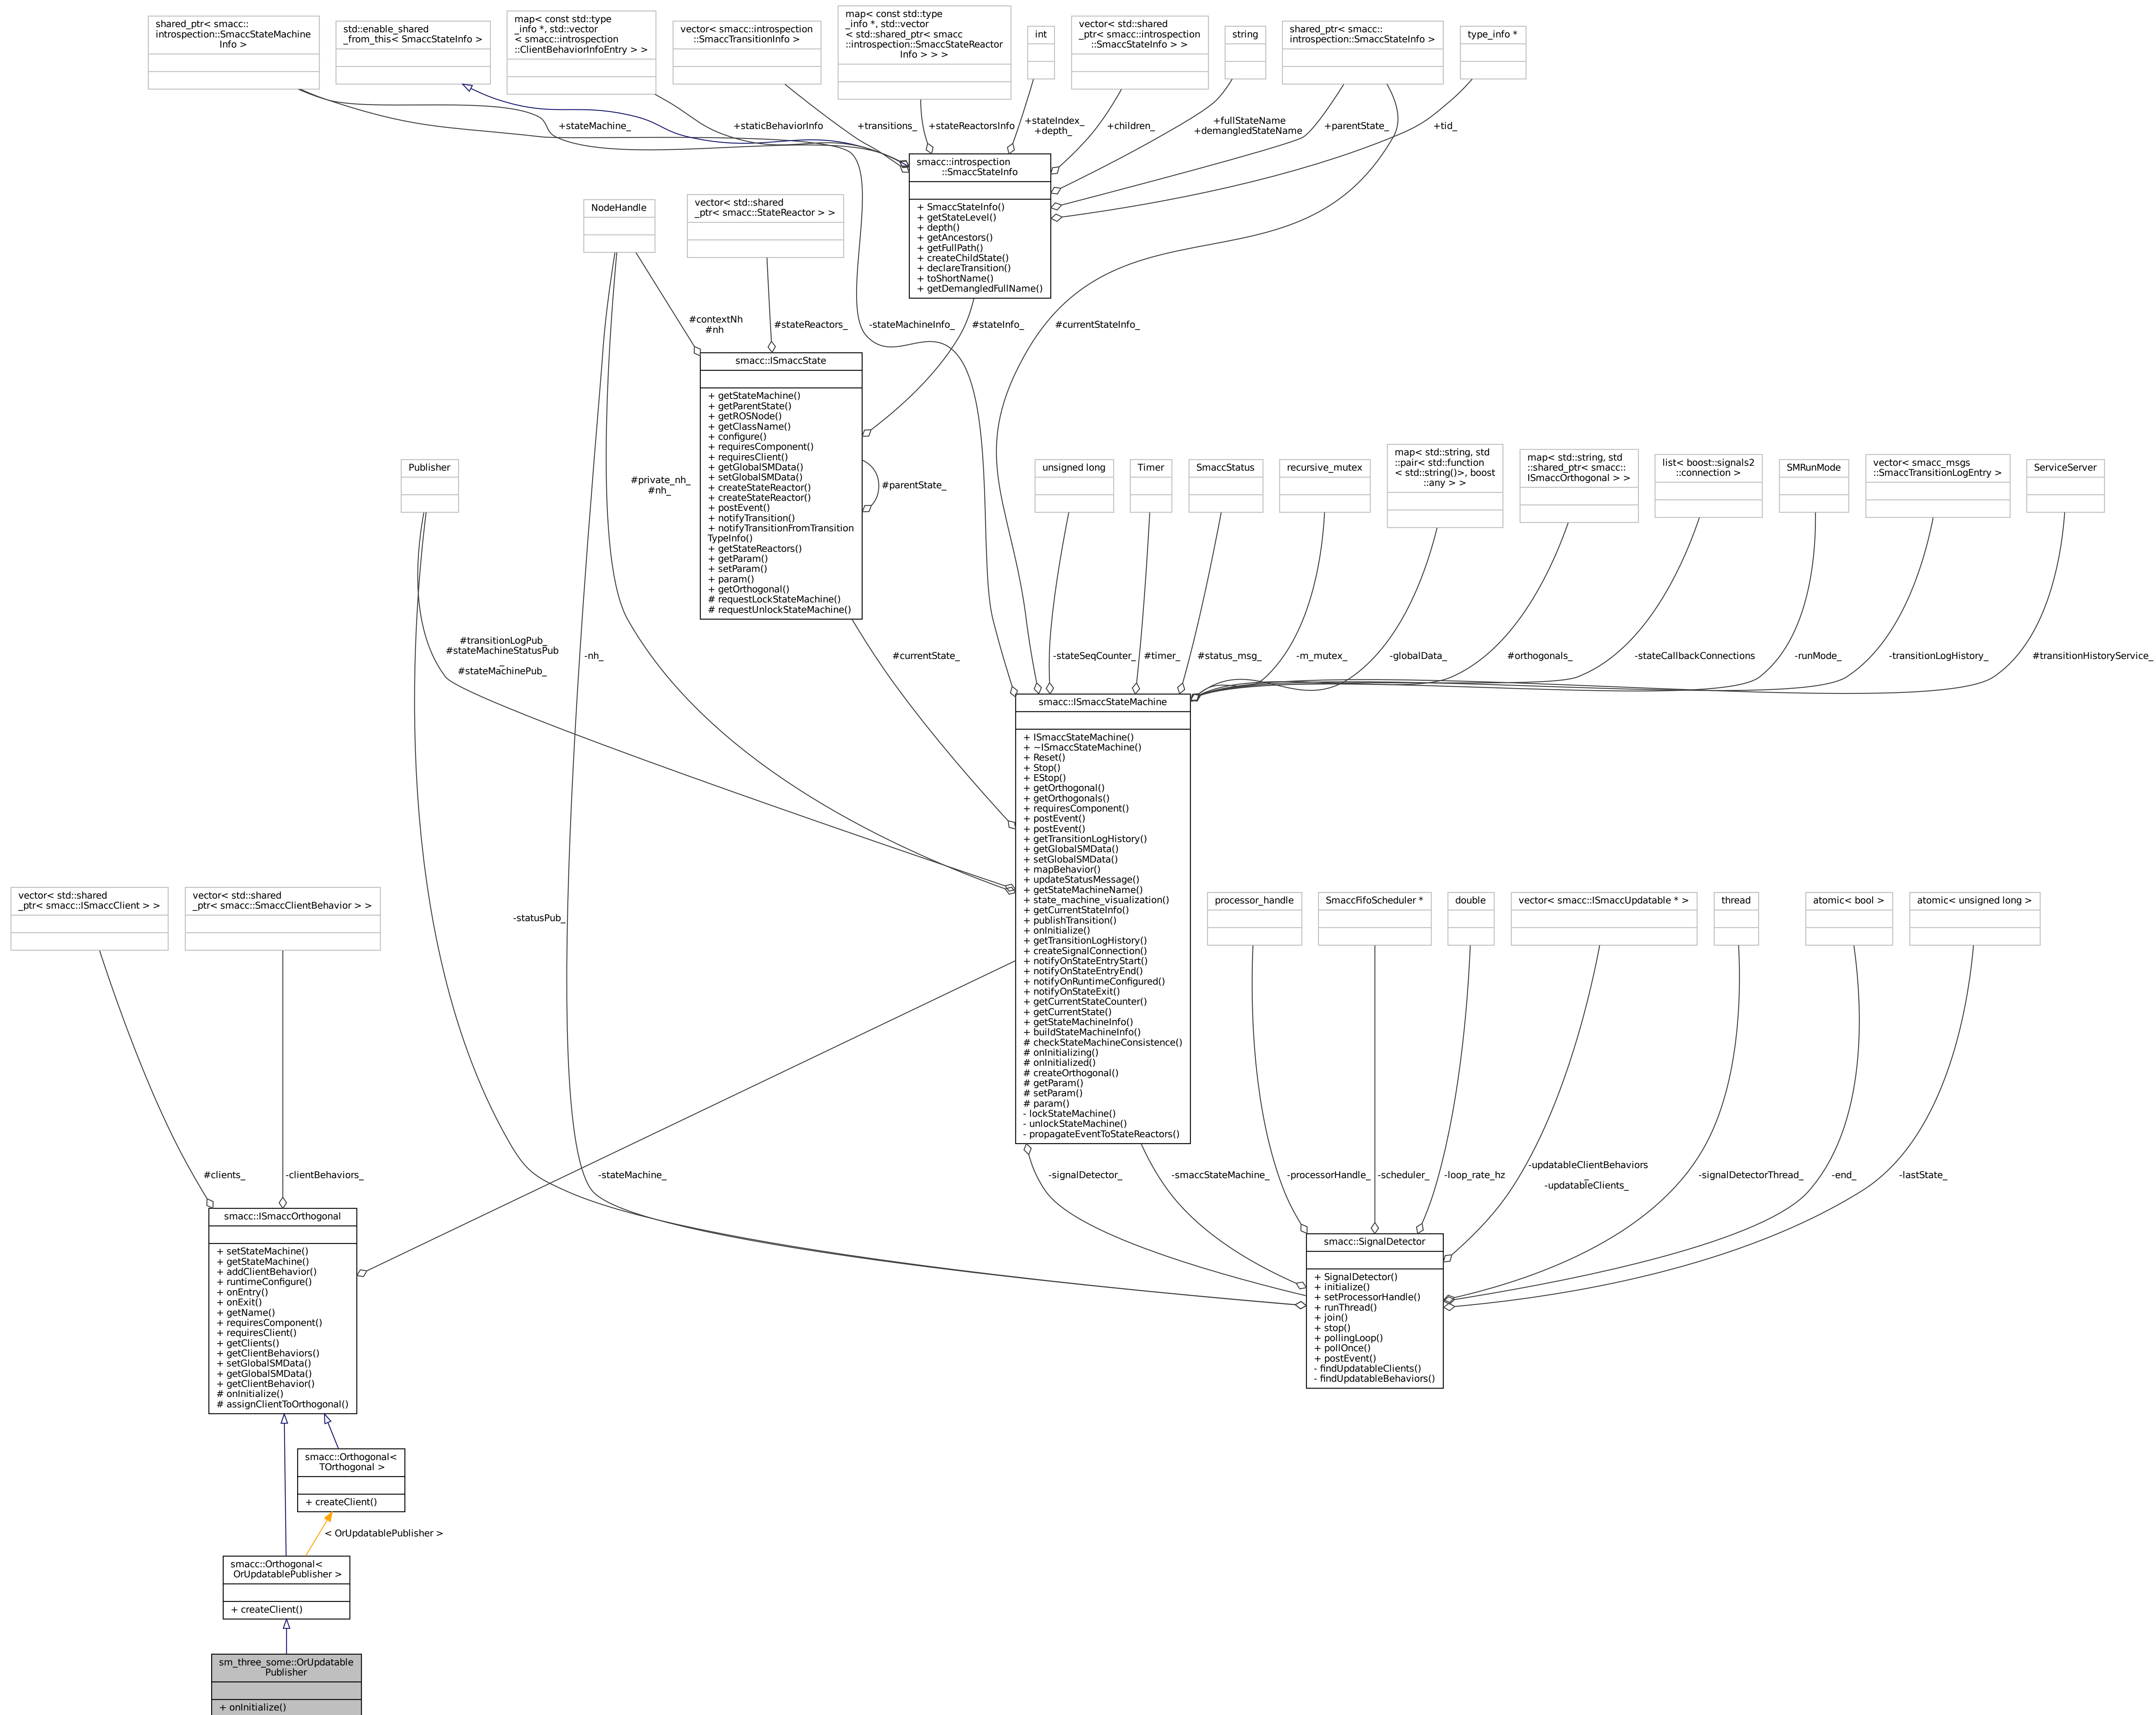 shared_ptr< smacc::
introspection::SmaccStateMachine
Info >
std::enable_shared
_from_this< SmaccStateInfo >
map< const std::type
_info *, std::vector
< smacc::introspection
::ClientBehaviorInfoEntry > >
vector< smacc::introspection
::SmaccTransitionInfo >
map< const std::type
_info *, std::vector
< std::shared_ptr< smacc
::introspection::SmaccStateReactor
Info > > >
int
vector< std::shared
_ptr< smacc::introspection
::SmaccStateInfo > >
string
shared_ptr< smacc::
introspection::SmaccStateInfo >
type_info *
+stateMachine_
+staticBehaviorInfo
+transitions_
+stateReactorsInfo
+stateIndex_
+depth_
+children_
+fullStateName
+demangledStateName
+parentState_
+tid_
smacc::introspection
::SmaccStateInfo
+ SmaccStateInfo()
+ getStateLevel()
+ depth()
+ getAncestors()
+ getFullPath()
+ createChildState()
+ declareTransition()
+ toShortName()
+ getDemangledFullName()
NodeHandle
vector< std::shared
_ptr< smacc::StateReactor > >
#contextNh
#nh
#stateReactors_
-stateMachineInfo_
#stateInfo_
#currentStateInfo_
smacc::ISmaccState
+ getStateMachine()
+ getParentState()
+ getROSNode()
+ getClassName()
+ configure()
+ requiresComponent()
+ requiresClient()
+ getGlobalSMData()
+ setGlobalSMData()
+ createStateReactor()
+ createStateReactor()
+ postEvent()
+ notifyTransition()
+ notifyTransitionFromTransition
TypeInfo()
+ getStateReactors()
+ getParam()
+ setParam()
+ param()
+ getOrthogonal()
# requestLockStateMachine()
# requestUnlockStateMachine()
#parentState_
#private_nh_
#nh_
Publisher
unsigned long
Timer
SmaccStatus
recursive_mutex
map< std::string, std
::pair< std::function
< std::string()>, boost
::any > >
map< std::string, std
::shared_ptr< smacc::
ISmaccOrthogonal > >
list< boost::signals2
::connection >
SMRunMode
vector< smacc_msgs
::SmaccTransitionLogEntry >
ServiceServer
#transitionLogPub_
#stateMachineStatusPub
_
#stateMachinePub_
-nh_
#currentState_
-stateSeqCounter_
#timer_
#status_msg_
-m_mutex_
-globalData_
#orthogonals_
-stateCallbackConnections
-runMode_
-transitionLogHistory_
#transitionHistoryService_
smacc::ISmaccStateMachine
+ ISmaccStateMachine()
+ ~ISmaccStateMachine()
+ Reset()
+ Stop()
+ EStop()
+ getOrthogonal()
+ getOrthogonals()
+ requiresComponent()
+ postEvent()
+ postEvent()
+ getTransitionLogHistory()
+ getGlobalSMData()
+ setGlobalSMData()
+ mapBehavior()
+ updateStatusMessage()
+ getStateMachineName()
+ state_machine_visualization()
+ getCurrentStateInfo()
+ publishTransition()
+ onInitialize()
+ getTransitionLogHistory()
+ createSignalConnection()
+ notifyOnStateEntryStart()
+ notifyOnStateEntryEnd()
+ notifyOnRuntimeConfigured()
+ notifyOnStateExit()
+ getCurrentStateCounter()
+ getCurrentState()
+ getStateMachineInfo()
+ buildStateMachineInfo()
# checkStateMachineConsistence()
# onInitializing()
# onInitialized()
# createOrthogonal()
# getParam()
# setParam()
# param()
- lockStateMachine()
- unlockStateMachine()
- propagateEventToStateReactors()
vector< std::shared
_ptr< smacc::ISmaccClient > >
vector< std::shared
_ptr< smacc::SmaccClientBehavior > >
-statusPub_
processor_handle
SmaccFifoScheduler *
double
vector< smacc::ISmaccUpdatable * >
thread
atomic< bool >
atomic< unsigned long >
#clients_
-clientBehaviors_
-stateMachine_
-signalDetector_
-smaccStateMachine_
-processorHandle_
-scheduler_
-loop_rate_hz
-updatableClientBehaviors
_
-updatableClients_
-signalDetectorThread_
-end_
-lastState_
smacc::ISmaccOrthogonal
+ setStateMachine()
+ getStateMachine()
+ addClientBehavior()
+ runtimeConfigure()
+ onEntry()
+ onExit()
+ getName()
+ requiresComponent()
+ requiresClient()
+ getClients()
+ getClientBehaviors()
+ setGlobalSMData()
+ getGlobalSMData()
+ getClientBehavior()
# onInitialize()
# assignClientToOrthogonal()
smacc::SignalDetector
+ SignalDetector()
+ initialize()
+ setProcessorHandle()
+ runThread()
+ join()
+ stop()
+ pollingLoop()
+ pollOnce()
+ postEvent()
- findUpdatableClients()
- findUpdatableBehaviors()
smacc::Orthogonal<
TOrthogonal >
+ createClient()
< OrUpdatablePublisher >
smacc::Orthogonal<
OrUpdatablePublisher >
+ createClient()
sm_three_some::OrUpdatable
Publisher
+ onInitialize()